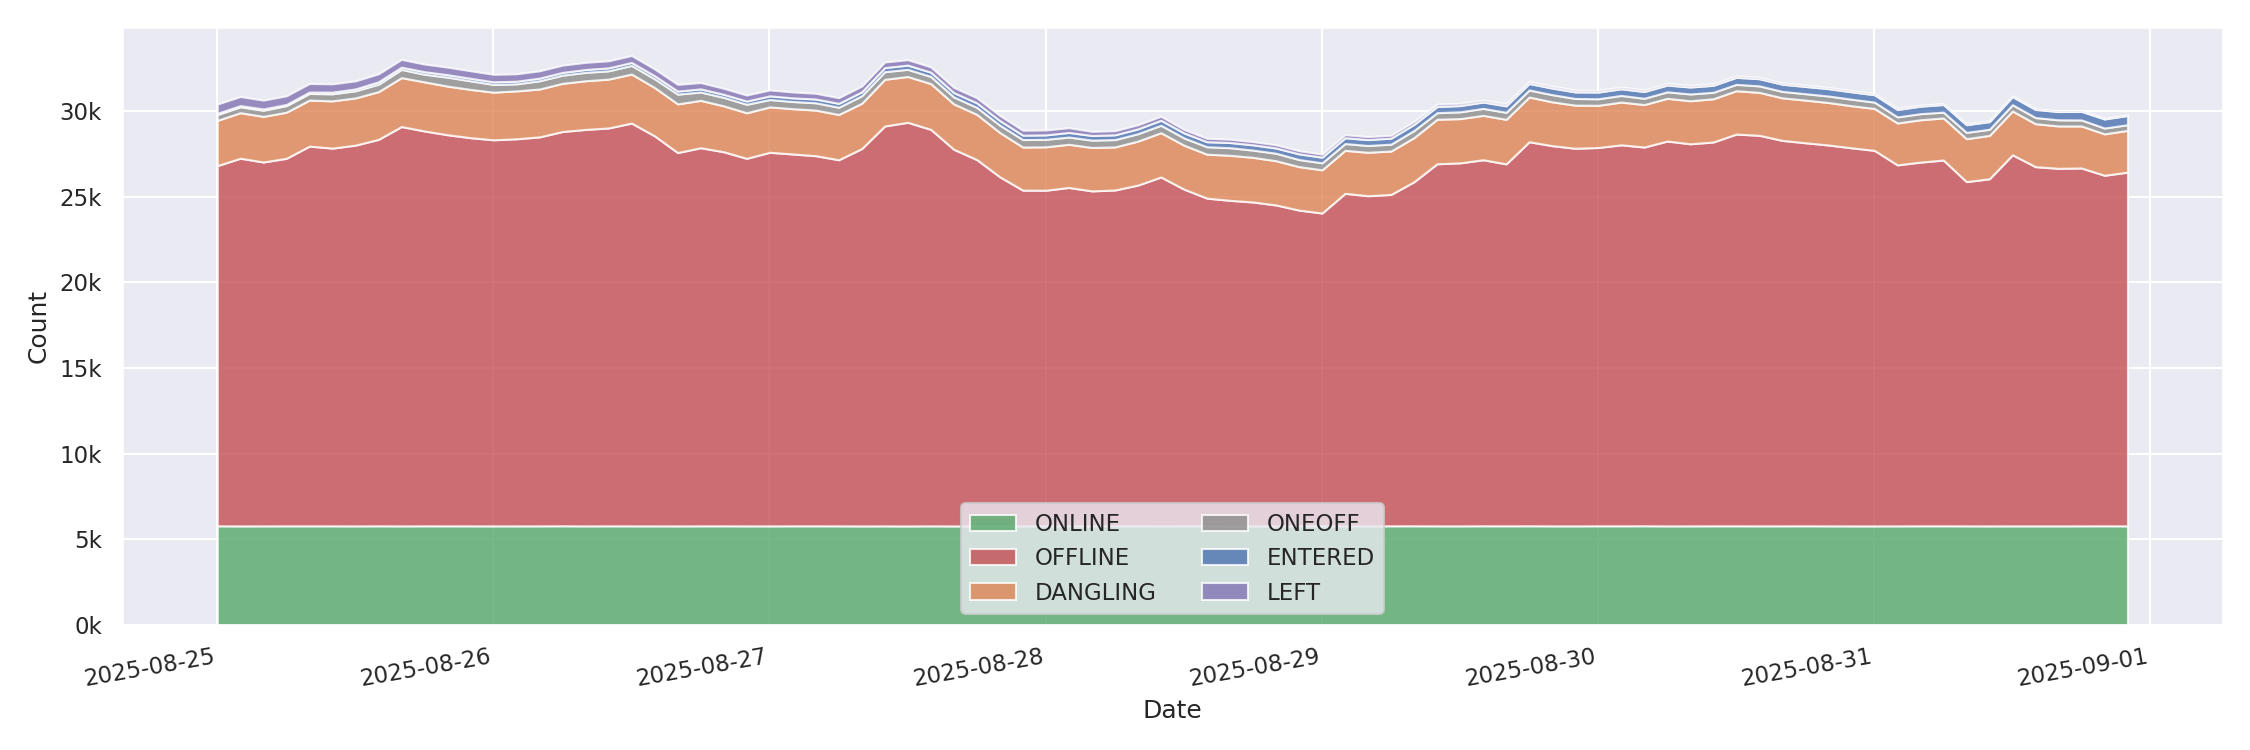 30k
25k
20k
15k
10k
5k
0k
Count
ONLINE
OFFLINE
DANGLING
ONEOFF
ENTERED
LEFT
2025-08-25
2025-08-26
2025-08-27
2025-08-28
2025-08-29
2025-08-30
2025-08-31
2025-09-01
Date